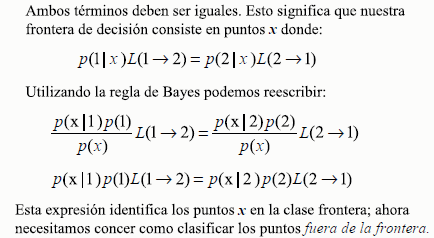 Ambos términos deben ser iguales. Esto significa que nuestra
frontera de decisión consiste en puntos x donde:
p(1|x)L(1→2) = p(2|x)L(2→1)
Utilizando la regla de Bayes podemos reescribir:
p(x|1)p(1)/p(x) L(1→2) = p(x|2)p(2)/p(x) L(2→1)
p(x|1)p(1)L(1→2) = p(x|2)p(2)L(2→1)
Esta expresión identifica los puntos x en la clase frontera; ahora
necesitamos concer como clasificar los puntos fuera de la frontera.